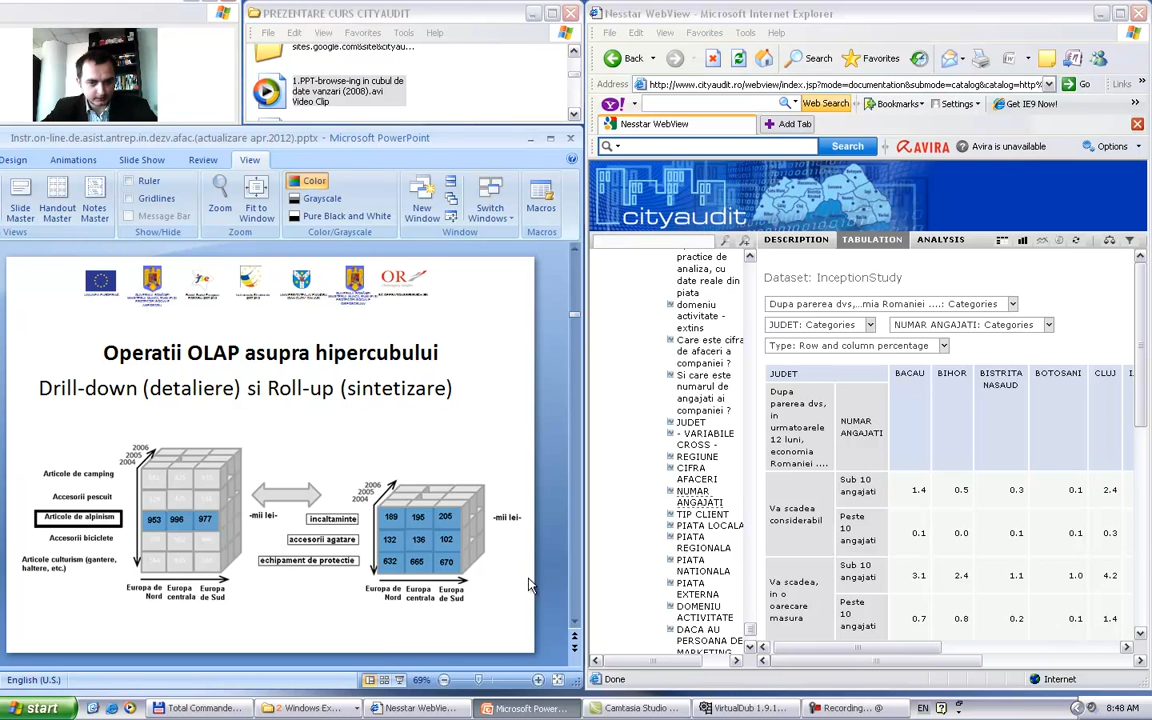 PREZENTARE CURS CITYAUDIT
File Edit View Favorites Tools Help
sites.google.com&site&cityau...
1.PPT-browse-ing in cubul de
date vanzari (2008).avi
Video Clip
Instr.on-line.de.asist.antrep.in.dezv.afac.(actualizare apr.2012).pptx - Microsoft PowerPoint
Design Animations Slide Show Review View
Slide Master
Handout Master
Notes Master
Ruler
Gridlines
Message Bar
Zoom
Fit to Window
Color
Grayscale
Pure Black and White
New Window
Switch Windows
Macros
Views Show/Hide Zoom Color/Grayscale Window Macros
OR
Operatii OLAP asupra hipercubului
Drill-down (detaliere) si Roll-up (sintetizare)
2006
2005
2004
Articole de camping
Accesorii pescuit
Articole de alpinism
Accesorii biciclete
Articole culturism (gantere,
haltere, etc.)
953 996 977
-mii lei-
Europa de Nord
Europa centrala
Europa de Sud
2006
2005
2004
incaltaminte
accesorii agatare
echipament de protectie
189 195 205
132 136 102
632 665 670
-mii lei-
Europa de Nord
Europa centrala
Europa de Sud
English (U.S.)
69%
Nesstar WebView - Microsoft Internet Explorer
File Edit View Favorites Tools Help
Back Search Favorites
Address http://www.cityaudit.ro/webview/index.jsp?mode=documentation&submode=catalog&catalog=http% Go Links
Y! Web Search Bookmarks Settings Get IE9 Now!
Nesstar WebView Add Tab
Search AVIRA Avira is unavailable Options
cityaudit
DESCRIPTION TABULATION ANALYSIS
practice de
analiza, cu
date reale din
piata
domeniu
activitate -
extins
Care este cifra
de afaceri a
companiei ?
Si care este
numarul de
angajati ai
companiei ?
JUDET
- VARIABILE
CROSS -
REGIUNE
CIFRA
AFACERI
NUMAR
ANGAJATI
TIP CLIENT
PIATA LOCALA
PIATA
REGIONALA
PIATA
NATIONALA
PIATA
EXTERNA
DOMENIU
ACTIVITATE
DACA AU
PERSOANA DE
MARKETING
Dataset: InceptionStudy
Dupa parerea dvs,...mia Romaniei ....: Categories
JUDET: Categories NUMAR ANGAJATI: Categories
Type: Row and column percentage
JUDET BACAU BIHOR BISTRITA NASAUD BOTOSANI CLUJ
Dupa
parerea dvs,
in
urmatoarele
12 luni,
economia
Romaniei ....
NUMAR
ANGAJATI
Va scadea
considerabil
Sub 10 angajati 1.4 0.5 0.3 0.1 2.4
Peste 10 angajati 0.1 0.0 0.1 0.1 0.3
Va scadea,
in o
oarecare
masura
Sub 10 angajati 3.1 2.4 1.1 1.0 4.2
Peste 10 angajati 0.7 0.8 0.2 0.1 1.4
Done Internet
start Total Commande... 2 Windows Ex... Nesstar WebVie... Microsoft Power... Camtasia Studio ... VirtualDub 1.9.1... Recording... EN 8:48 AM